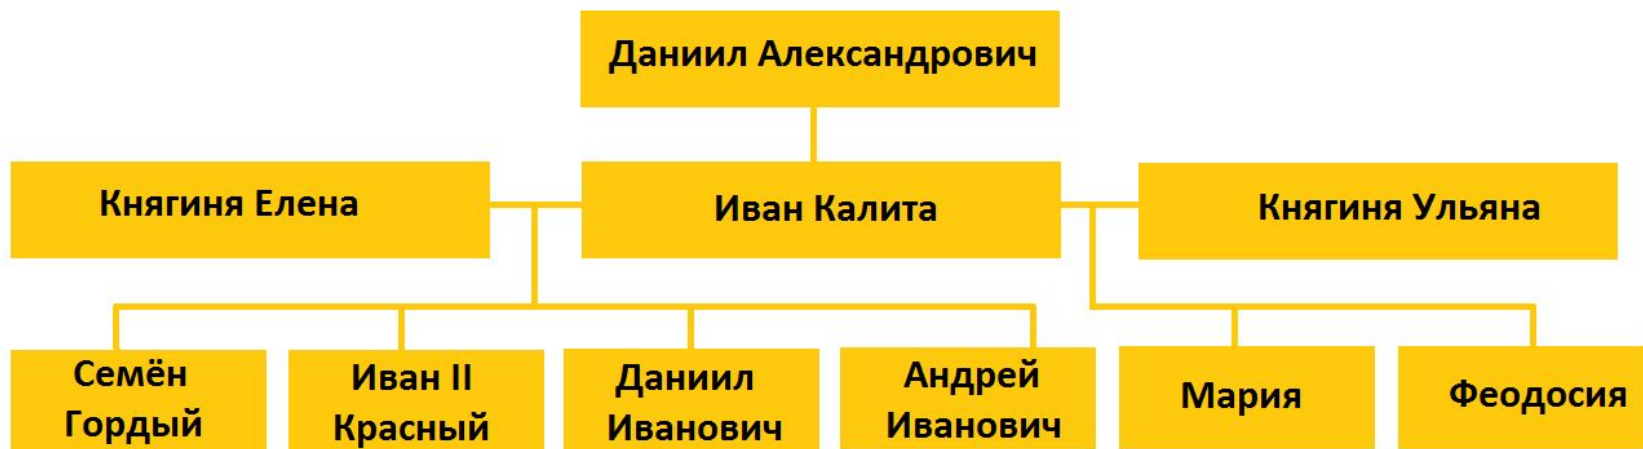 Даниил Александрович
Княгиня Елена
Иван Калита
Княгиня Ульяна
Семён
Гордый
Иван II
Красный
Даниил
Иванович
Андрей
Иванович
Мария
Феодосия